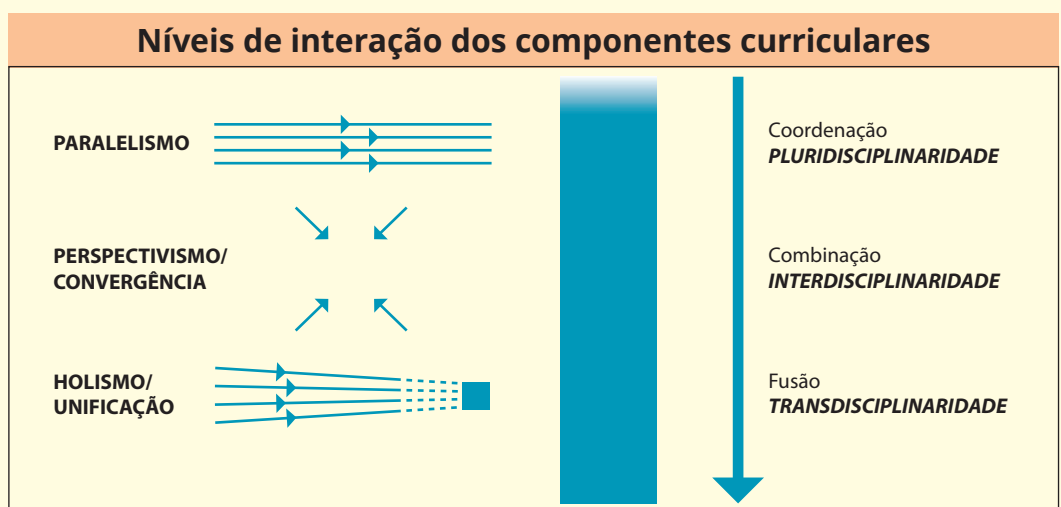 Níveis de interação dos componentes curriculares
PARALELISMO
Coordenação
PLURIDISCIPLINARIDADE
PERSPECTIVISMO/
CONVERGÊNCIA
Combinação
INTERDISCIPLINARIDADE
HOLISMO/
UNIFICAÇÃO
Fusão
TRANSDISCIPLINARIDADE